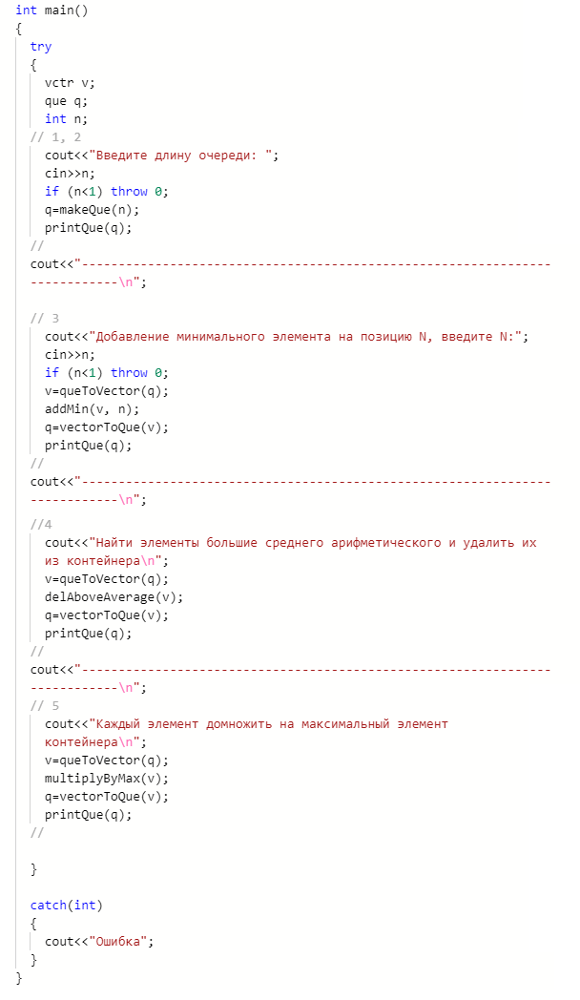 int main()
{
try
{
vctr v;
que q;
int n;
// 1, 2
cout<<"Введите длину очереди: ";
cin>>n;
if (n<1) throw 0;
q=makeQue(n);
printQue(q);
//
cout<<"----------------------------------------------------------------
------------\n";
// 3
cout<<"Добавление минимального элемента на позицию N, введите N:";
cin>>n;
if (n<1) throw 0;
v=queToVector(q);
addMin(v, n);
q=vectorToQue(v);
printQue(q);
//
cout<<"----------------------------------------------------------------
------------\n";
//4
cout<<"Найти элементы большие среднего арифметического и удалить их
из контейнера\n";
v=queToVector(q);
delAboveAverage(v);
q=vectorToQue(v);
printQue(q);
//
cout<<"----------------------------------------------------------------
------------\n";
// 5
cout<<"Каждый элемент домножить на максимальный элемент
контейнера\n";
v=queToVector(q);
multiplyByMax(v);
q=vectorToQue(v);
printQue(q);
//
}
catch(int)
{
cout<<"Ошибка";
}
}